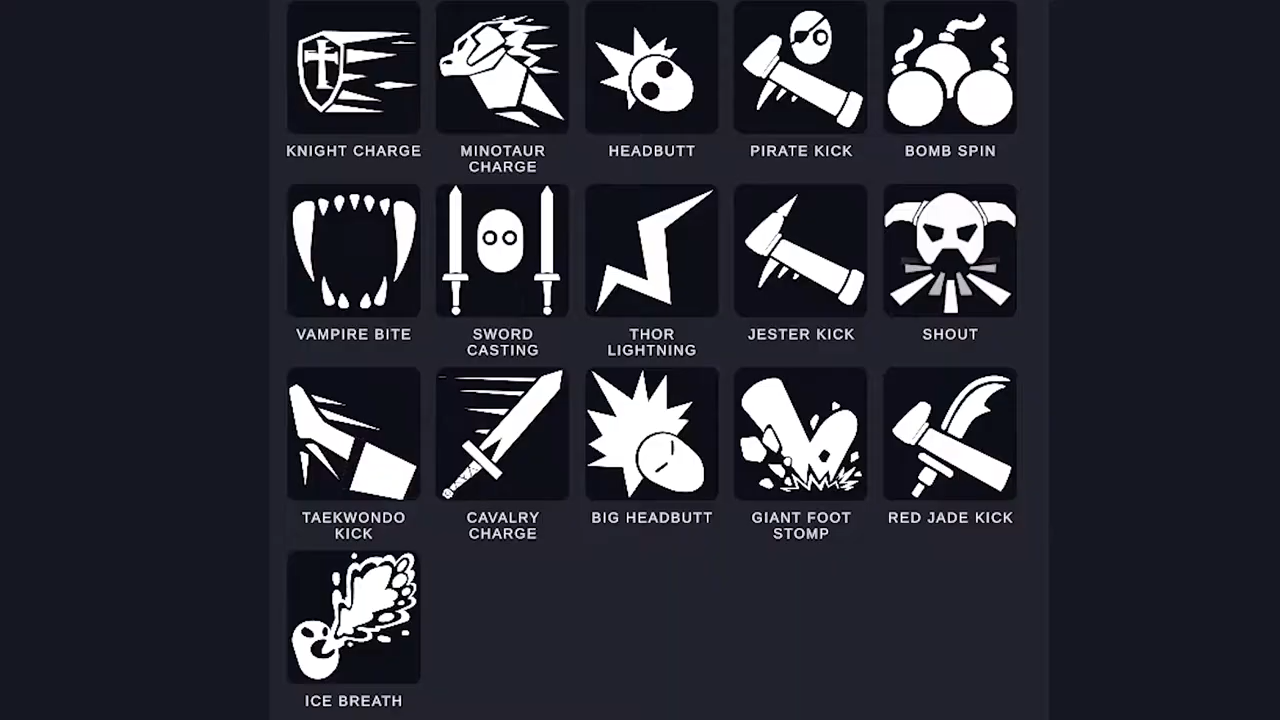 KNIGHT CHARGE
MINOTAUR
CHARGE
HEADBUTT
PIRATE KICK
BOMB SPIN
VAMPIRE BITE
SWORD
CASTING
THOR
LIGHTNING
JESTER KICK
SHOUT
TAEKWONDO
KICK
CAVALRY
CHARGE
BIG HEADBUTT
GIANT FOOT
STOMP
RED JADE KICK
ICE BREATH